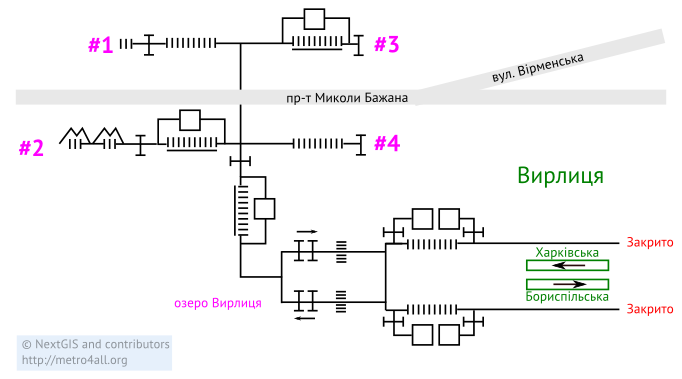 #1
#3
вул. Вірменська
пр-т Миколи Бажана
#2
#4
Вирлиця
Закрито
Харківська
Бориспільська
озеро Вирлиця
Закрито
© NextGIS and contributors
http://metro4all.org